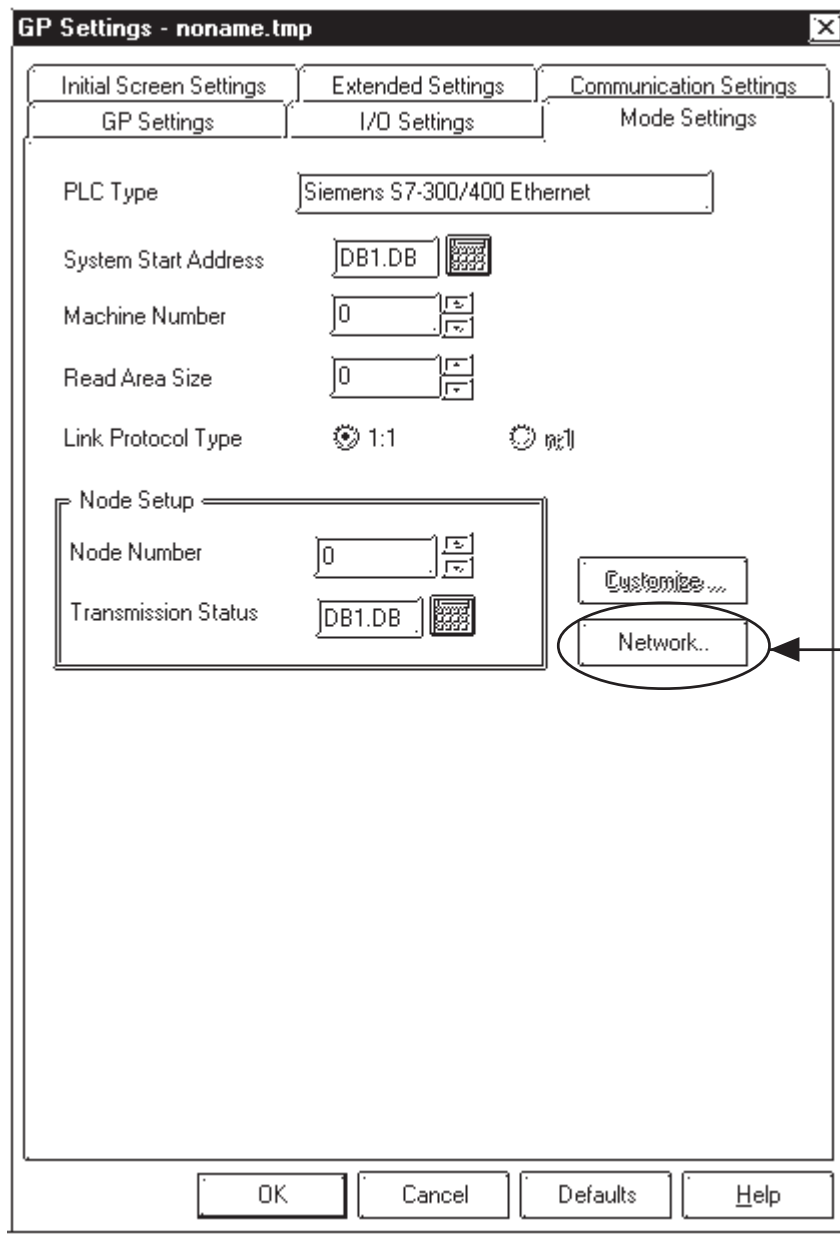 GP Settings - noname.tmp
Initial Screen Settings
Extended Settings
Communication Settings
GP Settings
I/O Settings
Mode Settings
PLC Type
Siemens S7-300/400 Ethernet
System Start Address
DB1.DB
Machine Number
0
Read Area Size
0
Link Protocol Type
1:1
n:1
Node Setup
Node Number
0
Transmission Status
DB1.DB
Customize ...
Network..
OK
Cancel
Defaults
Help